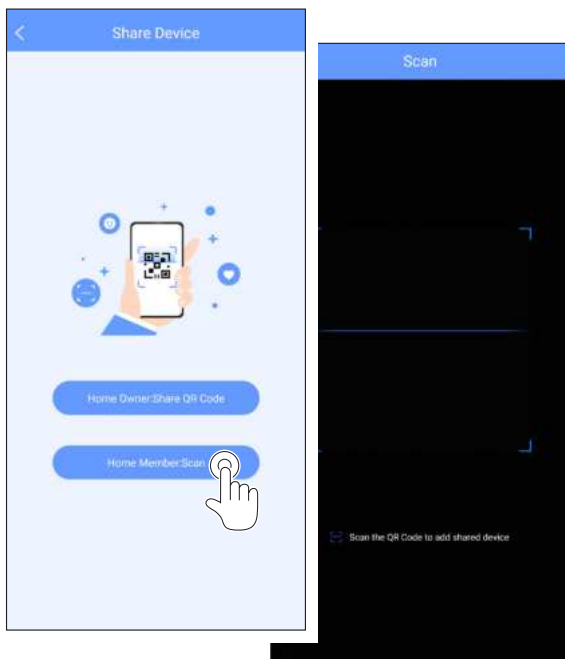 Share Device
Home Owner:Share QR Code
Home Member:Scan
Scan
Scan the QR Code to add shared device